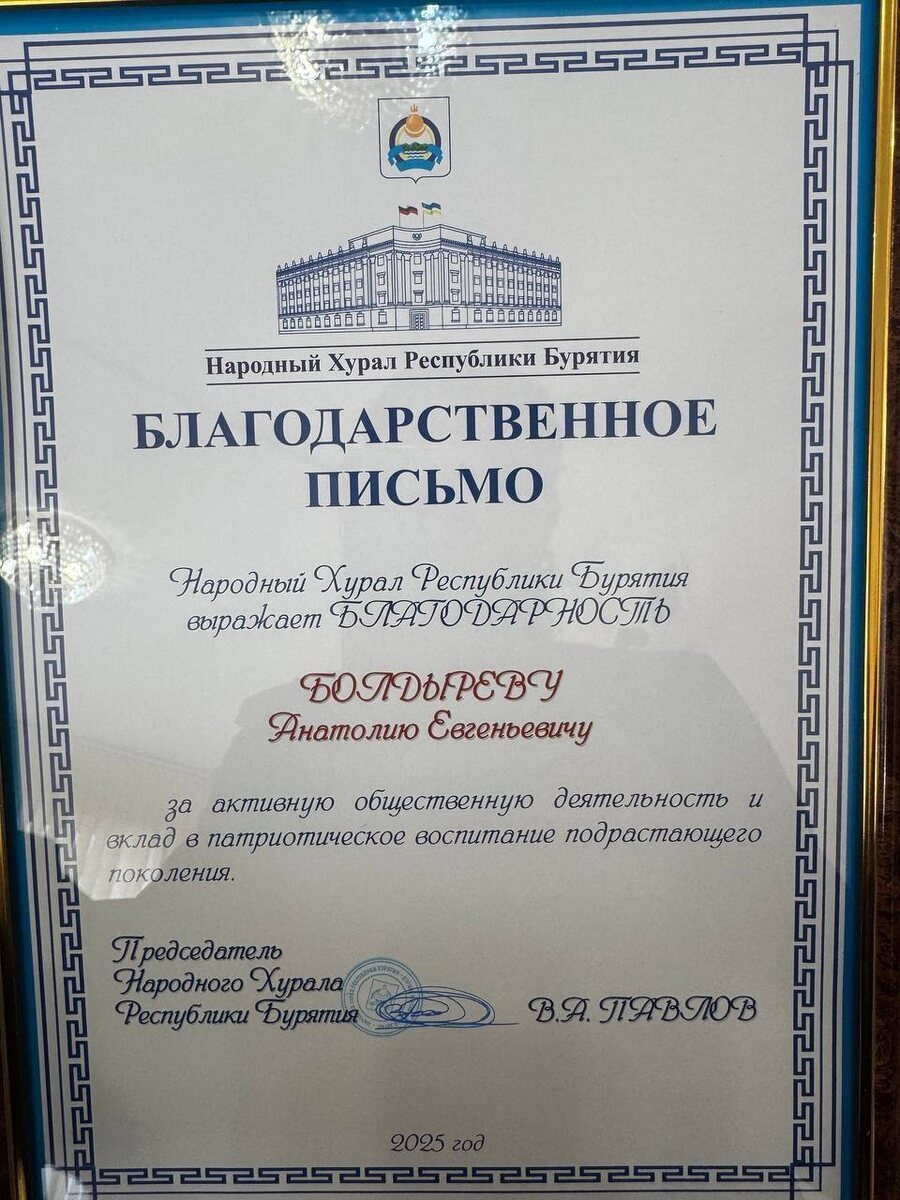 Народный Хурал Республики Бурятия
БЛАГОДАРСТВЕННОЕ
ПИСЬМО
Народный Хурал Республики Бурятия
выражает БЛАГОДАРНОСТЬ
БОЛДЫРЕВУ
Анатолию Евгеньевичу
за активную общественную деятельность и
вклад в патриотическое воспитание подрастающего
поколения.
Председатель
Народного Хурала
Республики Бурятия
В.А. ПАВЛОВ
2025 год